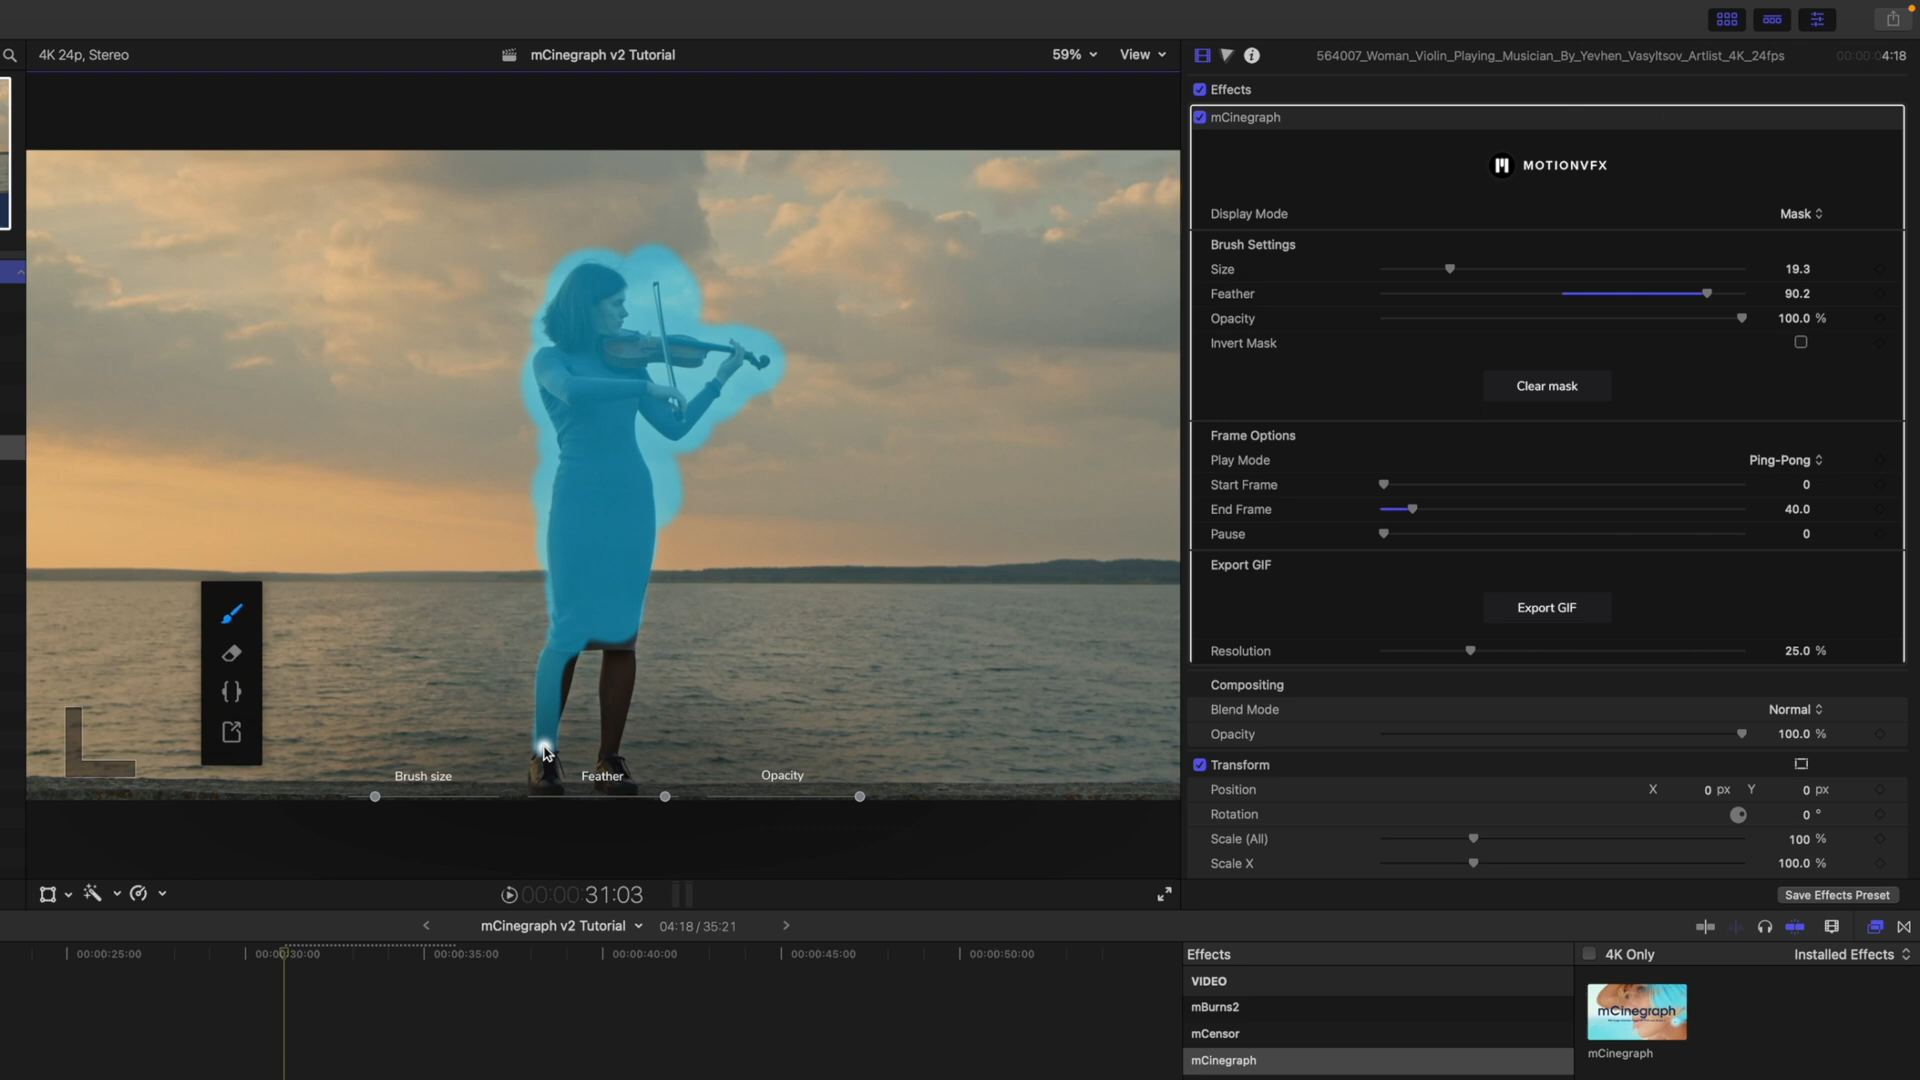 4K 24p, Stereo
mCinegraph v2 Tutorial
59%
View
564007_Woman_Violin_Playing_Musician_By_Yevhen_Vasyltsov_Artlist_4K_24fps
00:00:04:18
Effects
mCinegraph
MOTIONVFX
Display Mode
Mask
Brush Settings
Size
19.3
Feather
90.2
Opacity
100.0 %
Invert Mask
Clear mask
Frame Options
Play Mode
Ping-Pong
Start Frame
0
End Frame
40.0
Pause
0
Export GIF
Export GIF
Resolution
25.0 %
Compositing
Blend Mode
Normal
Opacity
100.0 %
Transform
Position
X 0 px Y 0 px
Rotation
0 °
Scale (All)
100 %
Scale X
100.0 %
Save Effects Preset
Brush size
Feather
Opacity
00:00:31:03
mCinegraph v2 Tutorial
04:18 / 35:21
00:00:25:00
00:00:30:00
00:00:35:00
00:00:40:00
00:00:45:00
00:00:50:00
Effects
4K Only
Installed Effects
VIDEO
mBurns2
mCensor
mCinegraph
mCinegraph
mCinegraph